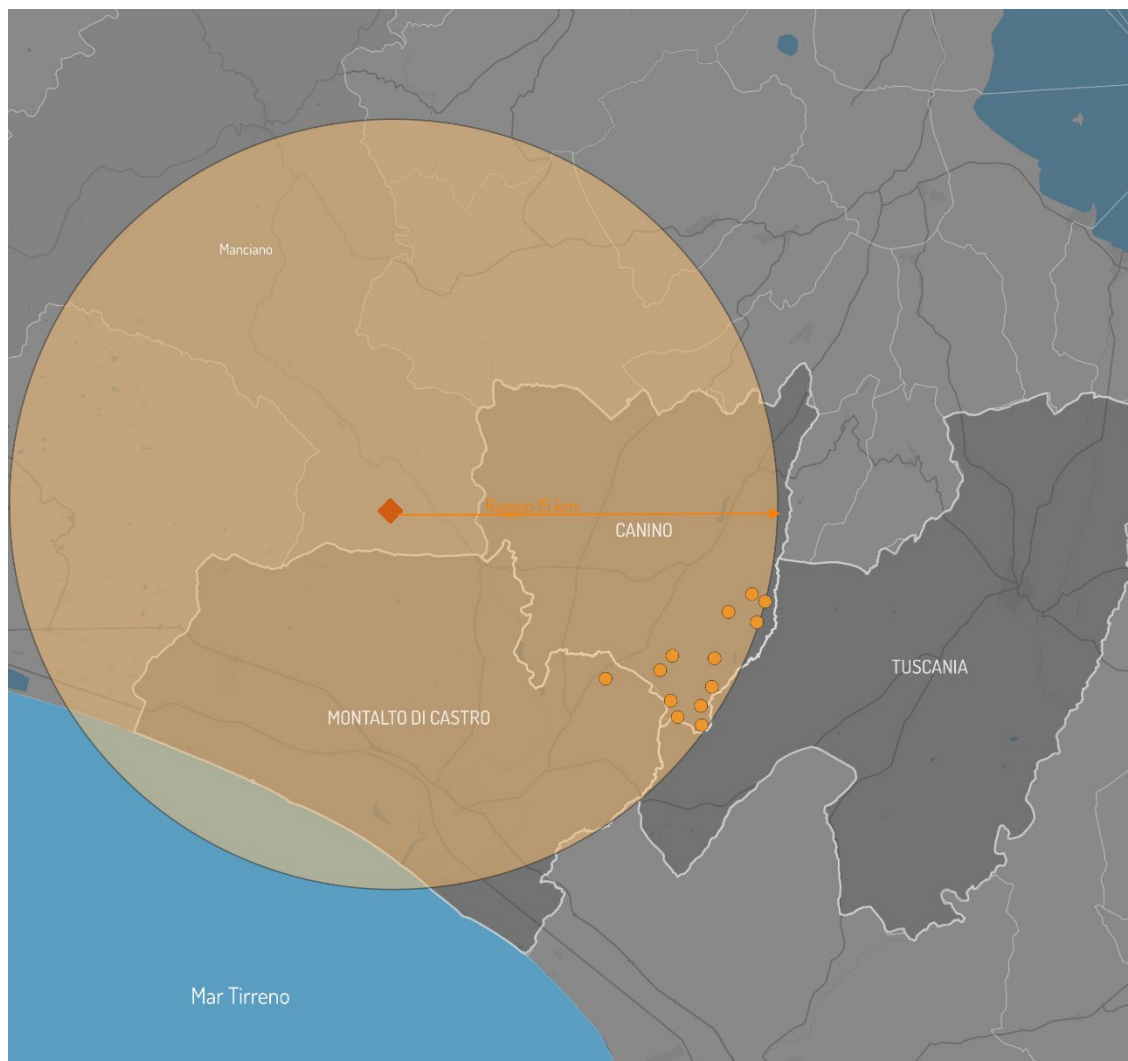 Manciano
Raggio 15 km
CANINO
TUSCANIA
MONTALTO DI CASTRO
Mar Tirreno